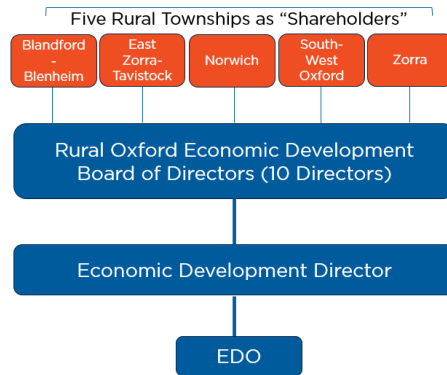 Five Rural Townships as “Shareholders”
Blandford
-
Blenheim
East
Zorra-
Tavistock
Norwich
South-
West
Oxford
Zorra
Rural Oxford Economic Development
Board of Directors (10 Directors)
Economic Development Director
EDO